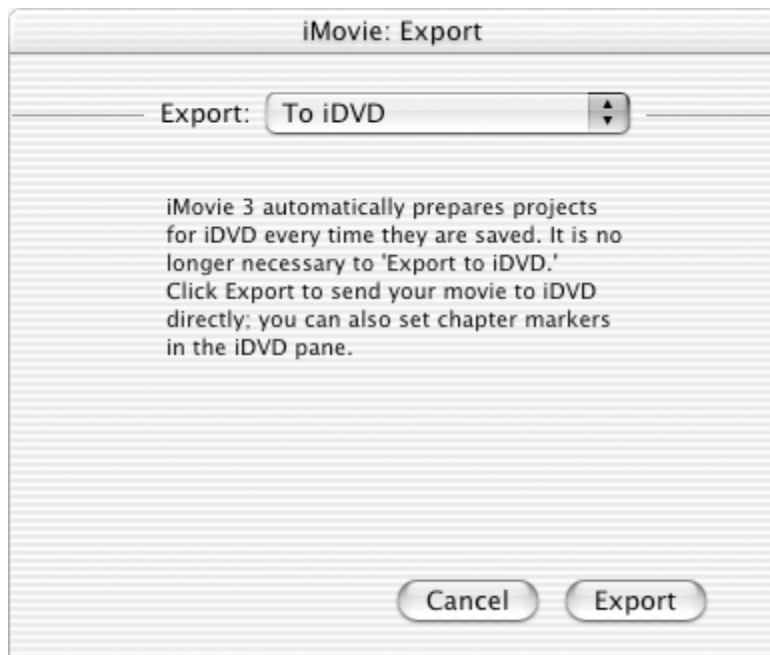 iMovie: Export
Export: To iDVD
iMovie 3 automatically prepares projects
for iDVD every time they are saved. It is no
longer necessary to 'Export to iDVD.'
Click Export to send your movie to iDVD
directly; you can also set chapter markers
in the iDVD pane.
Cancel Export